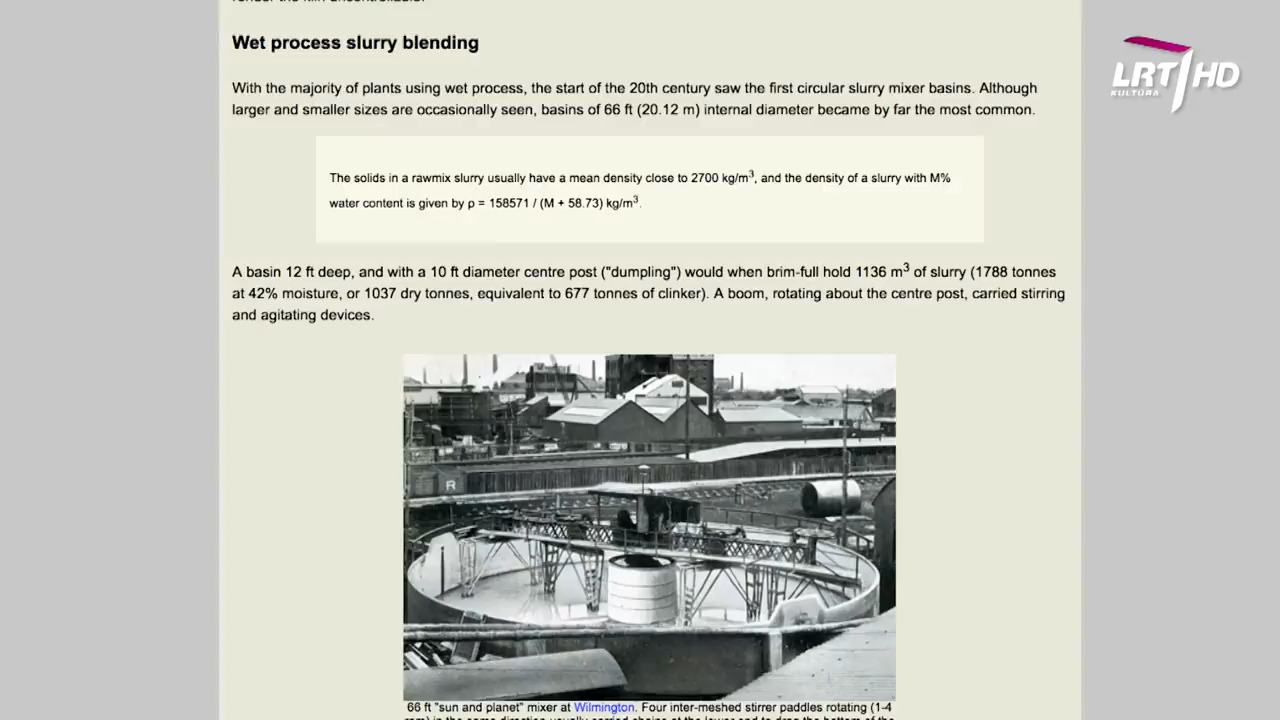 Wet process slurry blending
LRT HD
KULTŪRA
With the majority of plants using wet process, the start of the 20th century saw the first circular slurry mixer basins. Although
larger and smaller sizes are occasionally seen, basins of 66 ft (20.12 m) internal diameter became by far the most common.
The solids in a rawmix slurry usually have a mean density close to 2700 kg/m³, and the density of a slurry with M%
water content is given by ρ = 158571 / (M + 58.73) kg/m³.
A basin 12 ft deep, and with a 10 ft diameter centre post ("dumpling") would when brim-full hold 1136 m³ of slurry (1788 tonnes
at 42% moisture, or 1037 dry tonnes, equivalent to 677 tonnes of clinker). A boom, rotating about the centre post, carried stirring
and agitating devices.
R
66 ft "sun and planet" mixer at Wilmington. Four inter-meshed stirrer paddles rotating (1-4